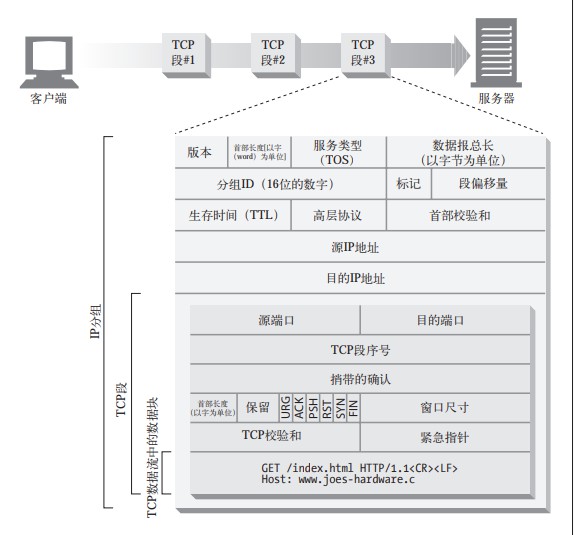 TCP
段#1
TCP
段#2
TCP
段#3
客户端
服务器
版本
首部长度[以字
(word) 为单位]
服务类型
(TOS)
数据报总长
(以字节为单位)
分组ID（16位的数字）
标记
段偏移量
生存时间（TTL）
高层协议
首部校验和
源IP地址
目的IP地址
IP分组
TCP段
TCP数据流中的数据块
源端口
目的端口
TCP段序号
捎带的确认
首部长度
(以字为单位)
保留
URG
ACK
PSH
RST
SYN
FIN
窗口尺寸
TCP校验和
紧急指针
GET /index.html HTTP/1.1<CR><LF>
Host: www.joes-hardware.c